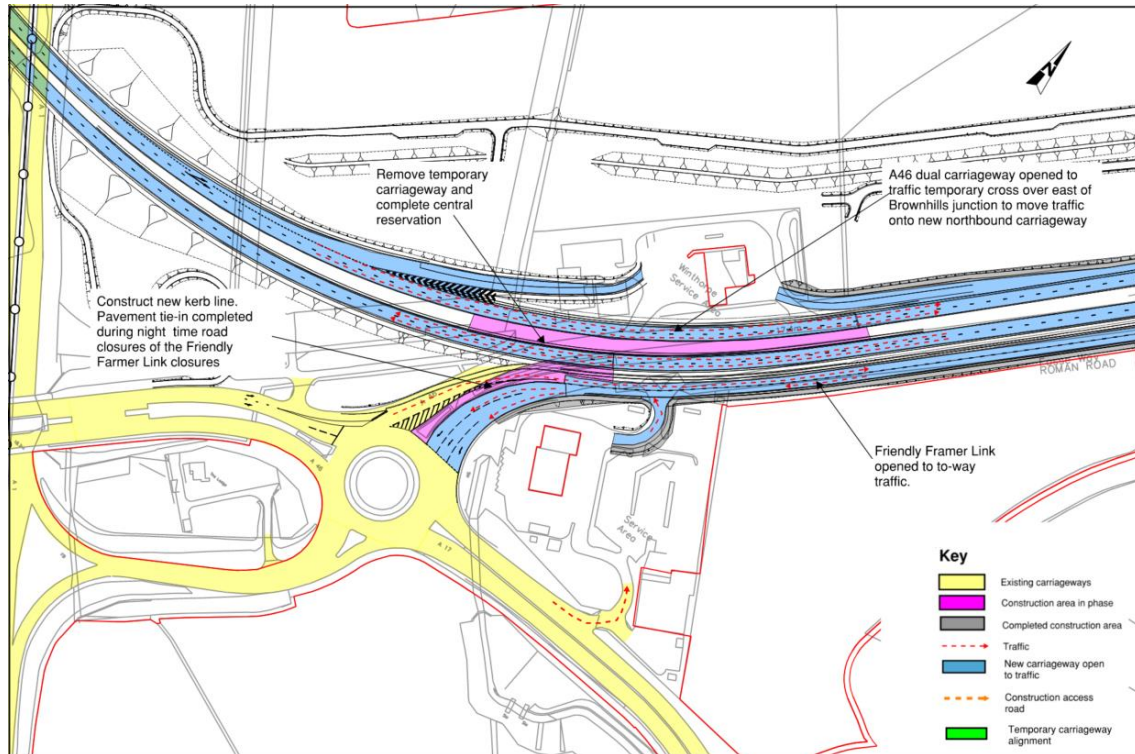 N
A 1
Remove temporary
carriageway and
complete central
reservation
A46 dual carriageway opened to
traffic temporary cross over east of
Brownhills junction to move traffic
onto new northbound carriageway
Winthorpe
Service
Construct new kerb line.
Pavement tie-in completed
during night time road
closures of the Friendly
Farmer Link closures
ROMAN ROAD
Friendly Framer Link
opened to to-way
traffic.
A 46
A 1
Service
Area
A 17
Key
Existing carriageways
Construction area in phase
Completed construction area
Traffic
New carriageway open
to traffic
Construction access
road
Temporary carriageway
alignment